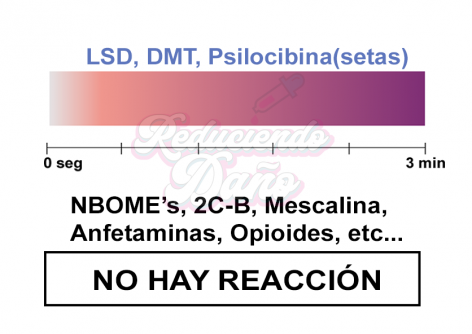 LSD, DMT, Psilocibina(setas)
Reduciendo
Daño
0 seg 3 min
NBOME's, 2C-B, Mescalina,
Anfetaminas, Opioides, etc...
NO HAY REACCIÓN